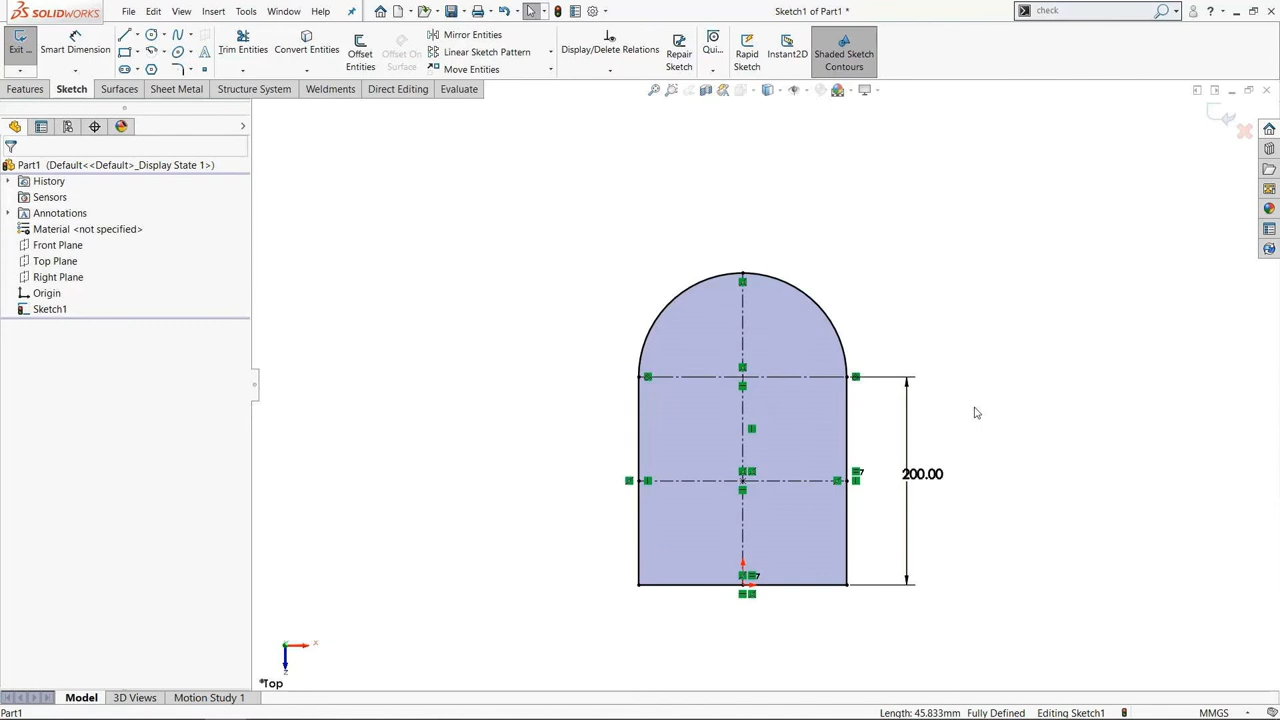 SOLIDWORKS File Edit View Insert Tools Window Help Sketch1 of Part1 * check
Exit ... Smart Dimension Trim Entities Convert Entities Offset Entities Offset On Surface Mirror Entities Linear Sketch Pattern Move Entities Display/Delete Relations Repair Sketch Qui... Rapid Sketch Instant2D Shaded Sketch Contours
Features Sketch Surfaces Sheet Metal Structure System Weldments Direct Editing Evaluate
Part1 (Default<<Default>_Display State 1>)
History
Sensors
Annotations
Material <not specified>
Front Plane
Top Plane
Right Plane
Origin
Sketch1
7
200.00
7
X
Z
*Top
Model 3D Views Motion Study 1
Part1 Length: 45.833mm Fully Defined Editing Sketch1 MMGS